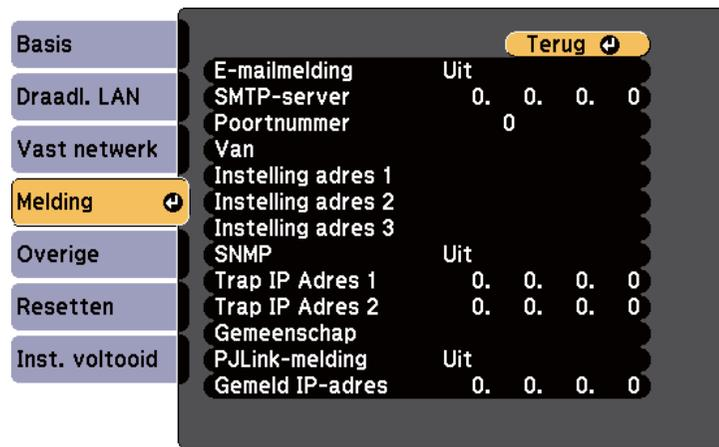 Basis
Draadl. LAN
Vast netwerk
Melding
Overige
Resetten
Inst. voltooid
Terug
E-mailmelding Uit
SMTP-server 0. 0. 0. 0
Poortnummer 0
Van
Instelling adres 1
Instelling adres 2
Instelling adres 3
SNMP Uit
Trap IP Adres 1 0. 0. 0. 0
Trap IP Adres 2 0. 0. 0. 0
Gemeenschap
PJLink-melding Uit
Gemeld IP-adres 0. 0. 0. 0